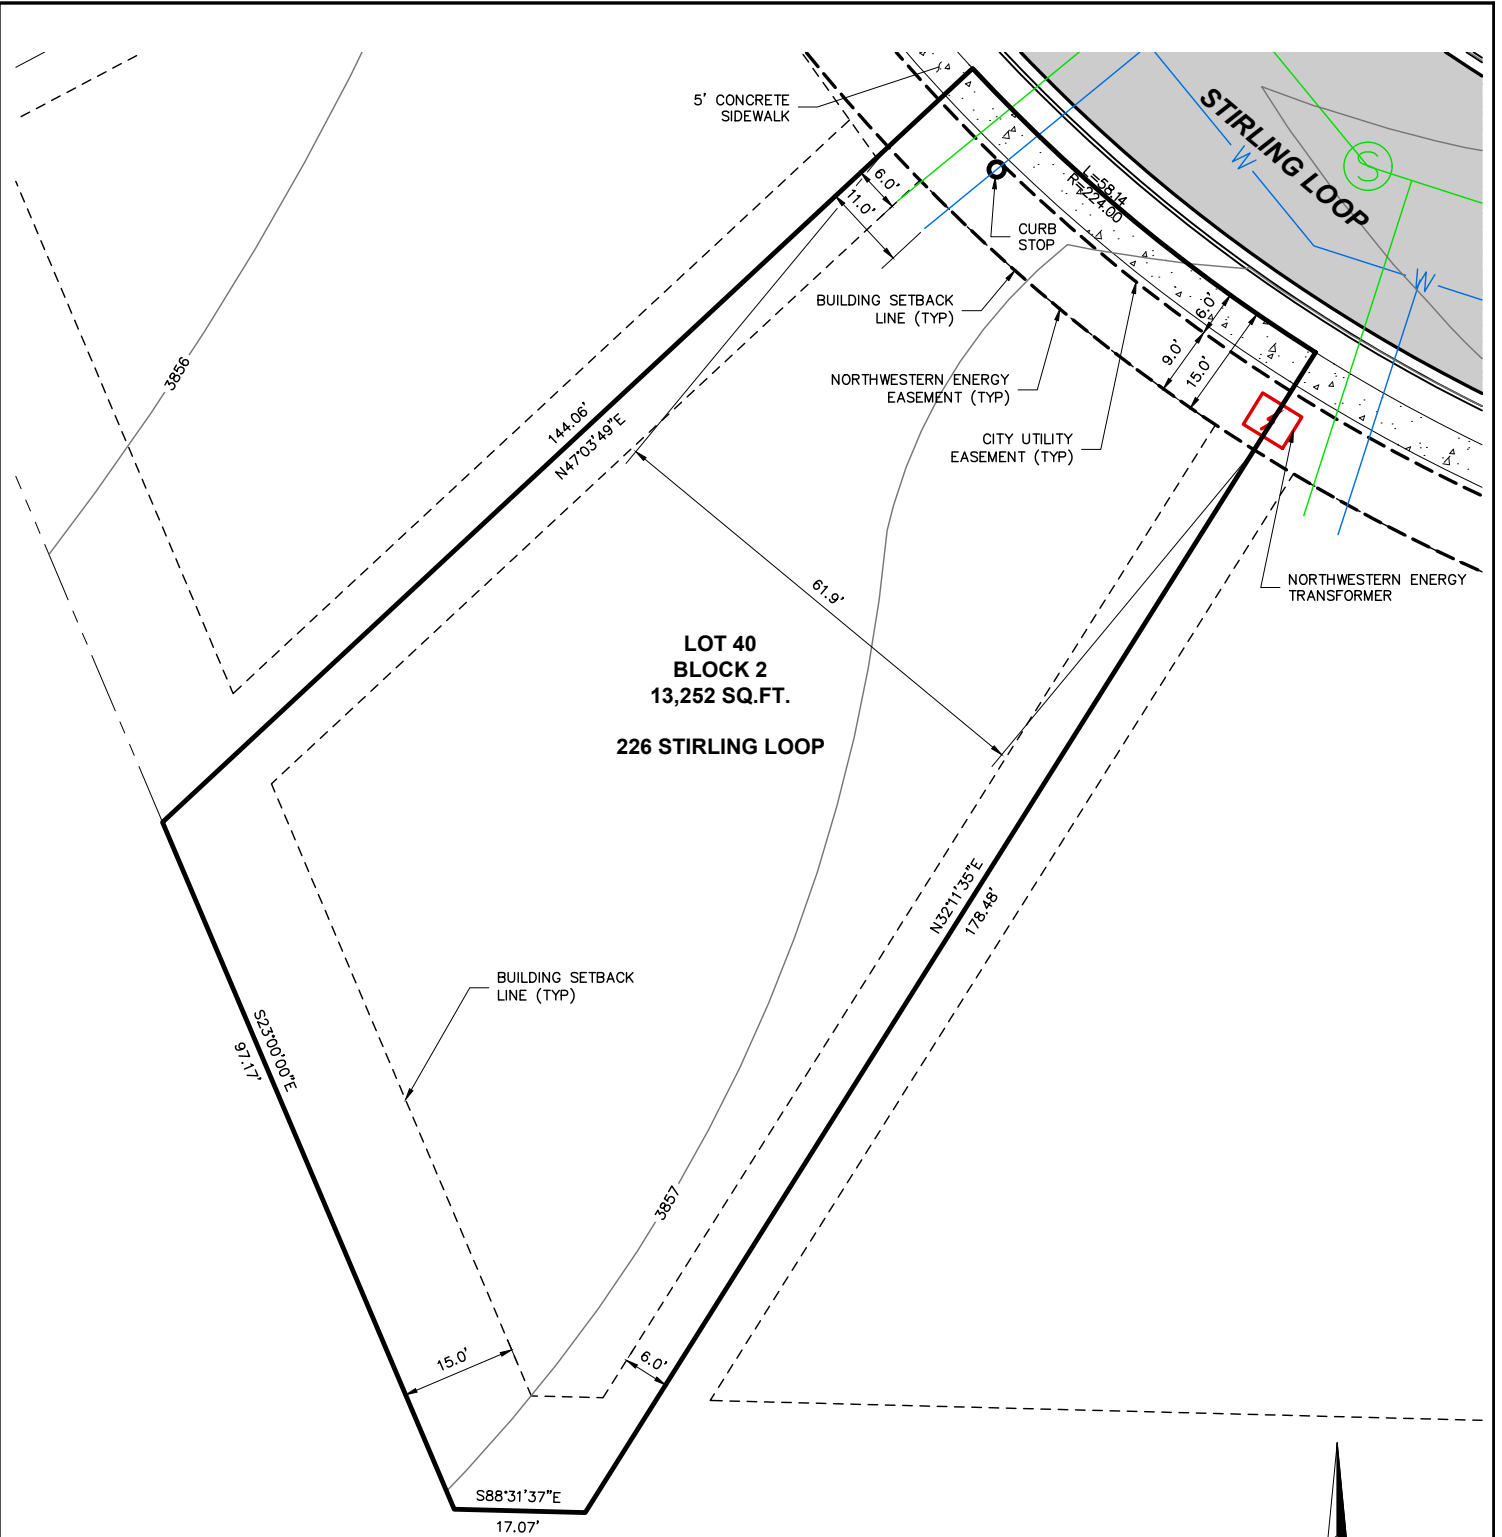 5' CONCRETE
SIDEWALK
STIRLING LOOP
S
W
W
L=58.14
R=224.00
6.0'
11.0'
CURB
STOP
BUILDING SETBACK
LINE (TYP)
6.0'
9.0'
15.0'
NORTHWESTERN ENERGY
EASEMENT (TYP)
CITY UTILITY
EASEMENT (TYP)
3856
144.06'
N47°03'49"E
NORTHWESTERN ENERGY
TRANSFORMER
61.9'
LOT 40
BLOCK 2
13,252 SQ.FT.
226 STIRLING LOOP
N32°11'35"E
178.48'
BUILDING SETBACK
LINE (TYP)
S23°00'00"E
97.17'
3857
15.0'
6.0'
S88°31'37"E
17.07'